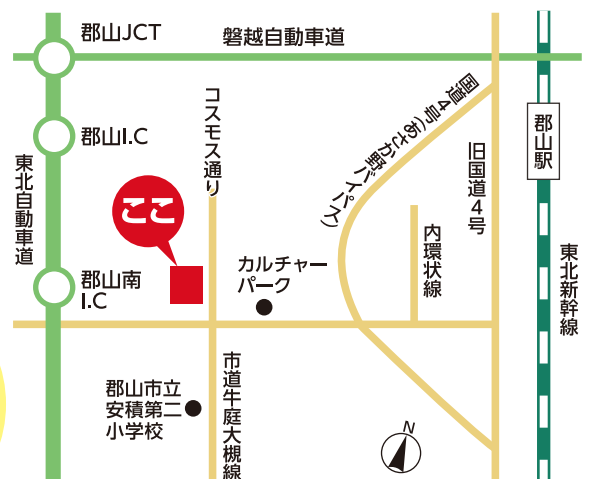 郡山JCT
磐越自動車道
国道4号(あさか野バイパス)
コスモス通り
郡山駅
郡山I.C
旧国道4号
東北自動車道
ここ
内環状線
カルチャー
パーク
東北新幹線
郡山南
I.C
市道牛庭大槻線
郡山市立
安積第二
小学校
N